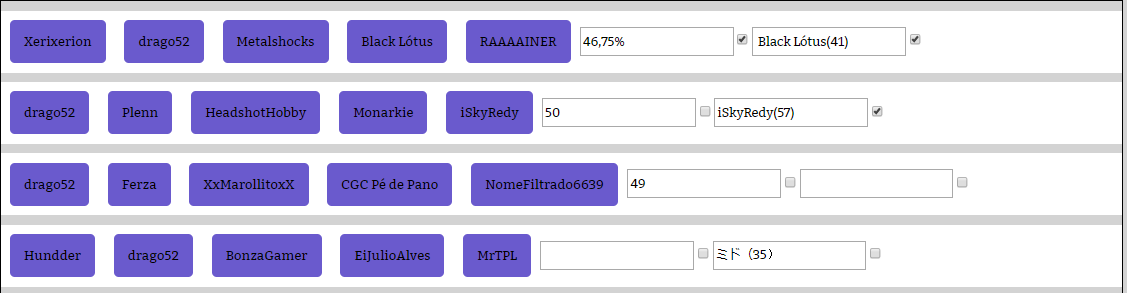 Xerixerion drago52 Metalshocks Black Lótus RAAAAINER 46,75% Black Lótus(41)
drago52 Plenn HeadshotHobby Monarkie iSkyRedy 50 iSkyRedy(57)
drago52 Ferza XxMarollitoxX CGC Pé de Pano NomeFiltrado6639 49
Hundder drago52 BonzaGamer EiJulioAlves MrTPL ミド（35）